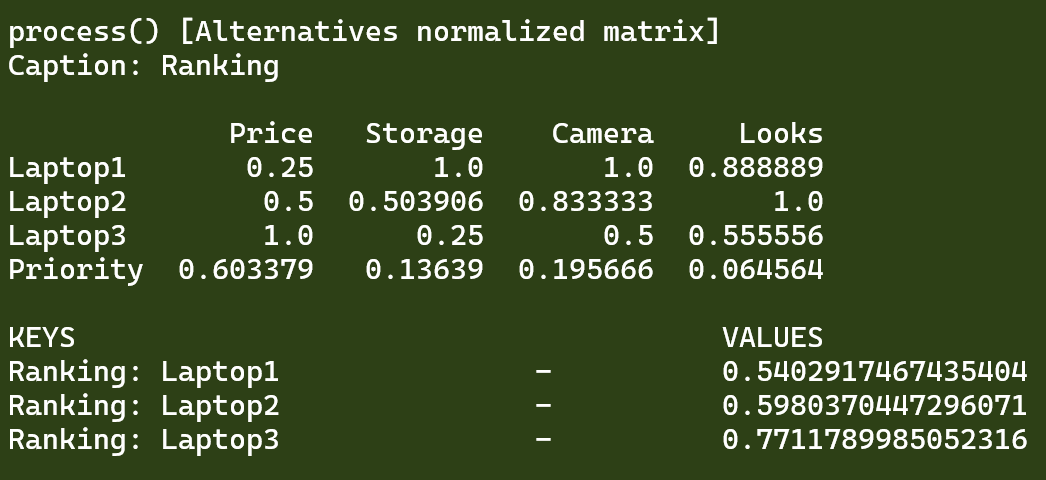 process() [Alternatives normalized matrix]
Caption: Ranking
Price Storage Camera Looks
Laptop1 0.25 1.0 1.0 0.888889
Laptop2 0.5 0.503906 0.833333 1.0
Laptop3 1.0 0.25 0.5 0.555556
Priority 0.603379 0.13639 0.195666 0.064564
KEYS VALUES
Ranking: Laptop1 – 0.5402917467435404
Ranking: Laptop2 – 0.5980370447296071
Ranking: Laptop3 – 0.7711789985052316